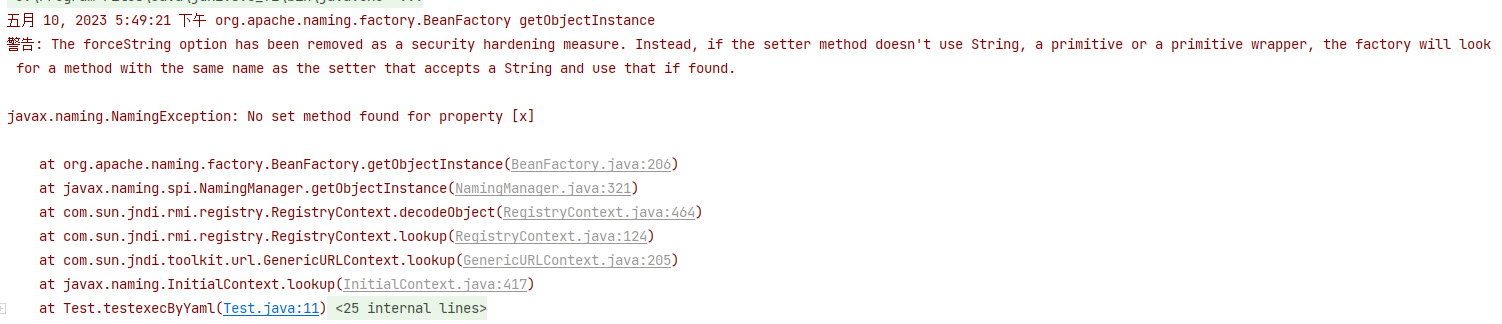 五月 10, 2023 5:49:21 下午 org.apache.naming.factory.BeanFactory getObjectInstance
警告: The forceString option has been removed as a security hardening measure. Instead, if the setter method doesn't use String, a primitive or a primitive wrapper, the factory will look
for a method with the same name as the setter that accepts a String and use that if found.
javax.naming.NamingException: No set method found for property [x]
at org.apache.naming.factory.BeanFactory.getObjectInstance(BeanFactory.java:206)
at javax.naming.spi.NamingManager.getObjectInstance(NamingManager.java:321)
at com.sun.jndi.rmi.registry.RegistryContext.decodeObject(RegistryContext.java:464)
at com.sun.jndi.rmi.registry.RegistryContext.lookup(RegistryContext.java:124)
at com.sun.jndi.toolkit.url.GenericURLContext.lookup(GenericURLContext.java:205)
at javax.naming.InitialContext.lookup(InitialContext.java:417)
at Test.testexecByYaml(Test.java:11) <25 internal lines>